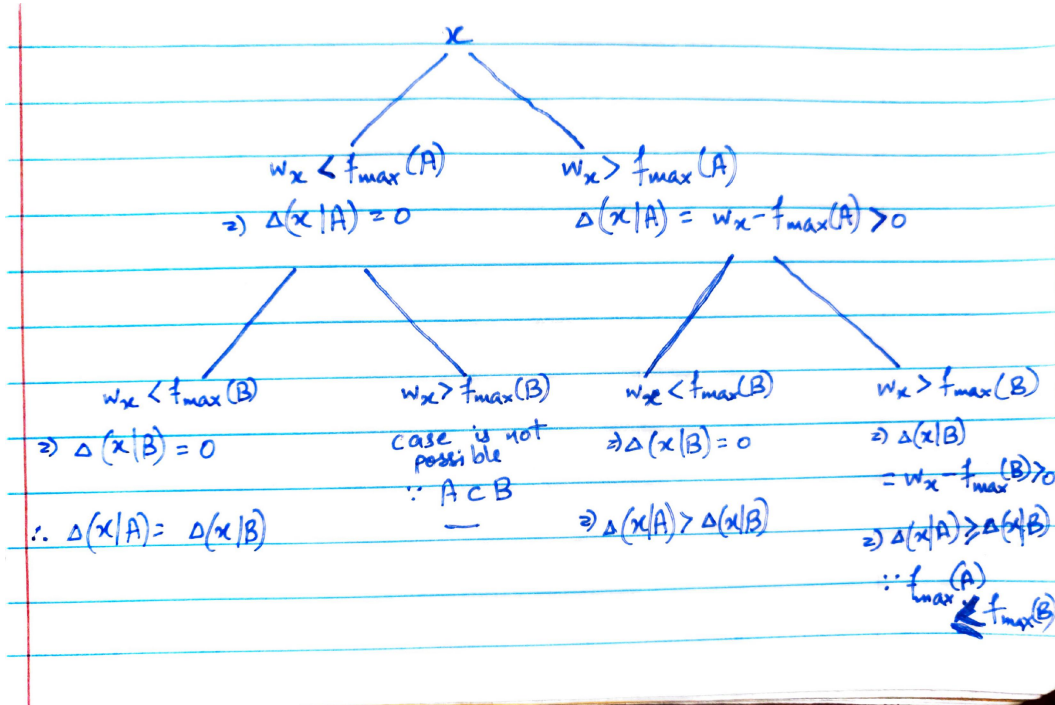 x
w_x < f_max(A)
w_x > f_max(A)
⇒ Δ(x|A) = 0
Δ(x|A) = w_x - f_max(A) > 0
w_x < f_max(B)
⇒ Δ(x|B) = 0
∴ Δ(x|A) = Δ(x|B)
w_x > f_max(B)
case is not
possible
∵ A ⊂ B
w_x < f_max(B)
⇒ Δ(x|B) = 0
⇒ Δ(x|A) > Δ(x|B)
w_x > f_max(B)
⇒ Δ(x|B)
= w_x - f_max(B) > 0
⇒ Δ(x|A) ≥ Δ(x|B)
∵ f_max(A)
≤ f_max(B)